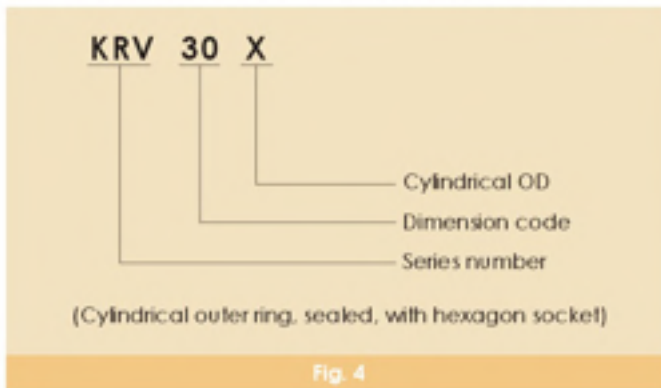 KRV 30 X
Cylindrical OD
Dimension code
Series number
(Cylindrical outer ring, sealed, with hexagon socket)
Fig. 4